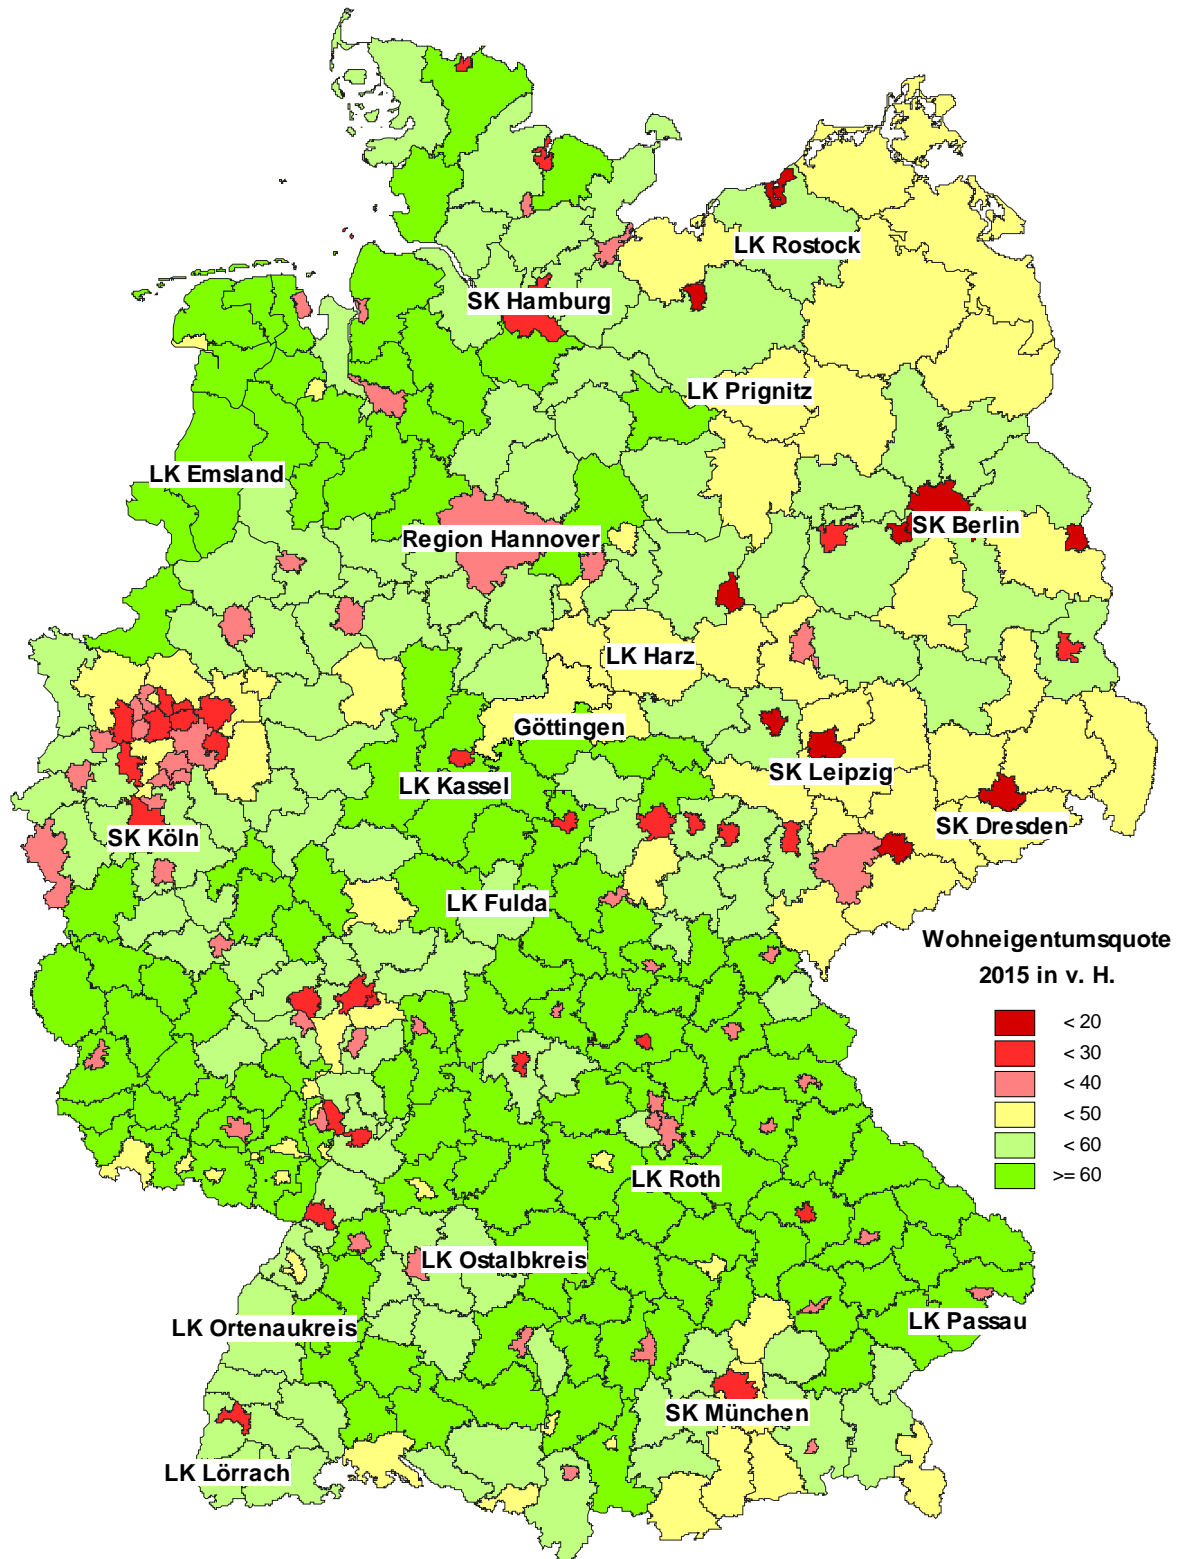 LK Rostock
SK Hamburg
LK Prignitz
LK Emsland
SK Berlin
Region Hannover
LK Harz
Göttingen
SK Leipzig
LK Kassel
SK Dresden
SK Köln
LK Fulda
Wohneigentumsquote
2015 in v. H.
< 20
< 30
< 40
< 50
< 60
>= 60
LK Roth
LK Ostalbkreis
LK Passau
LK Ortenaukreis
SK München
LK Lörrach